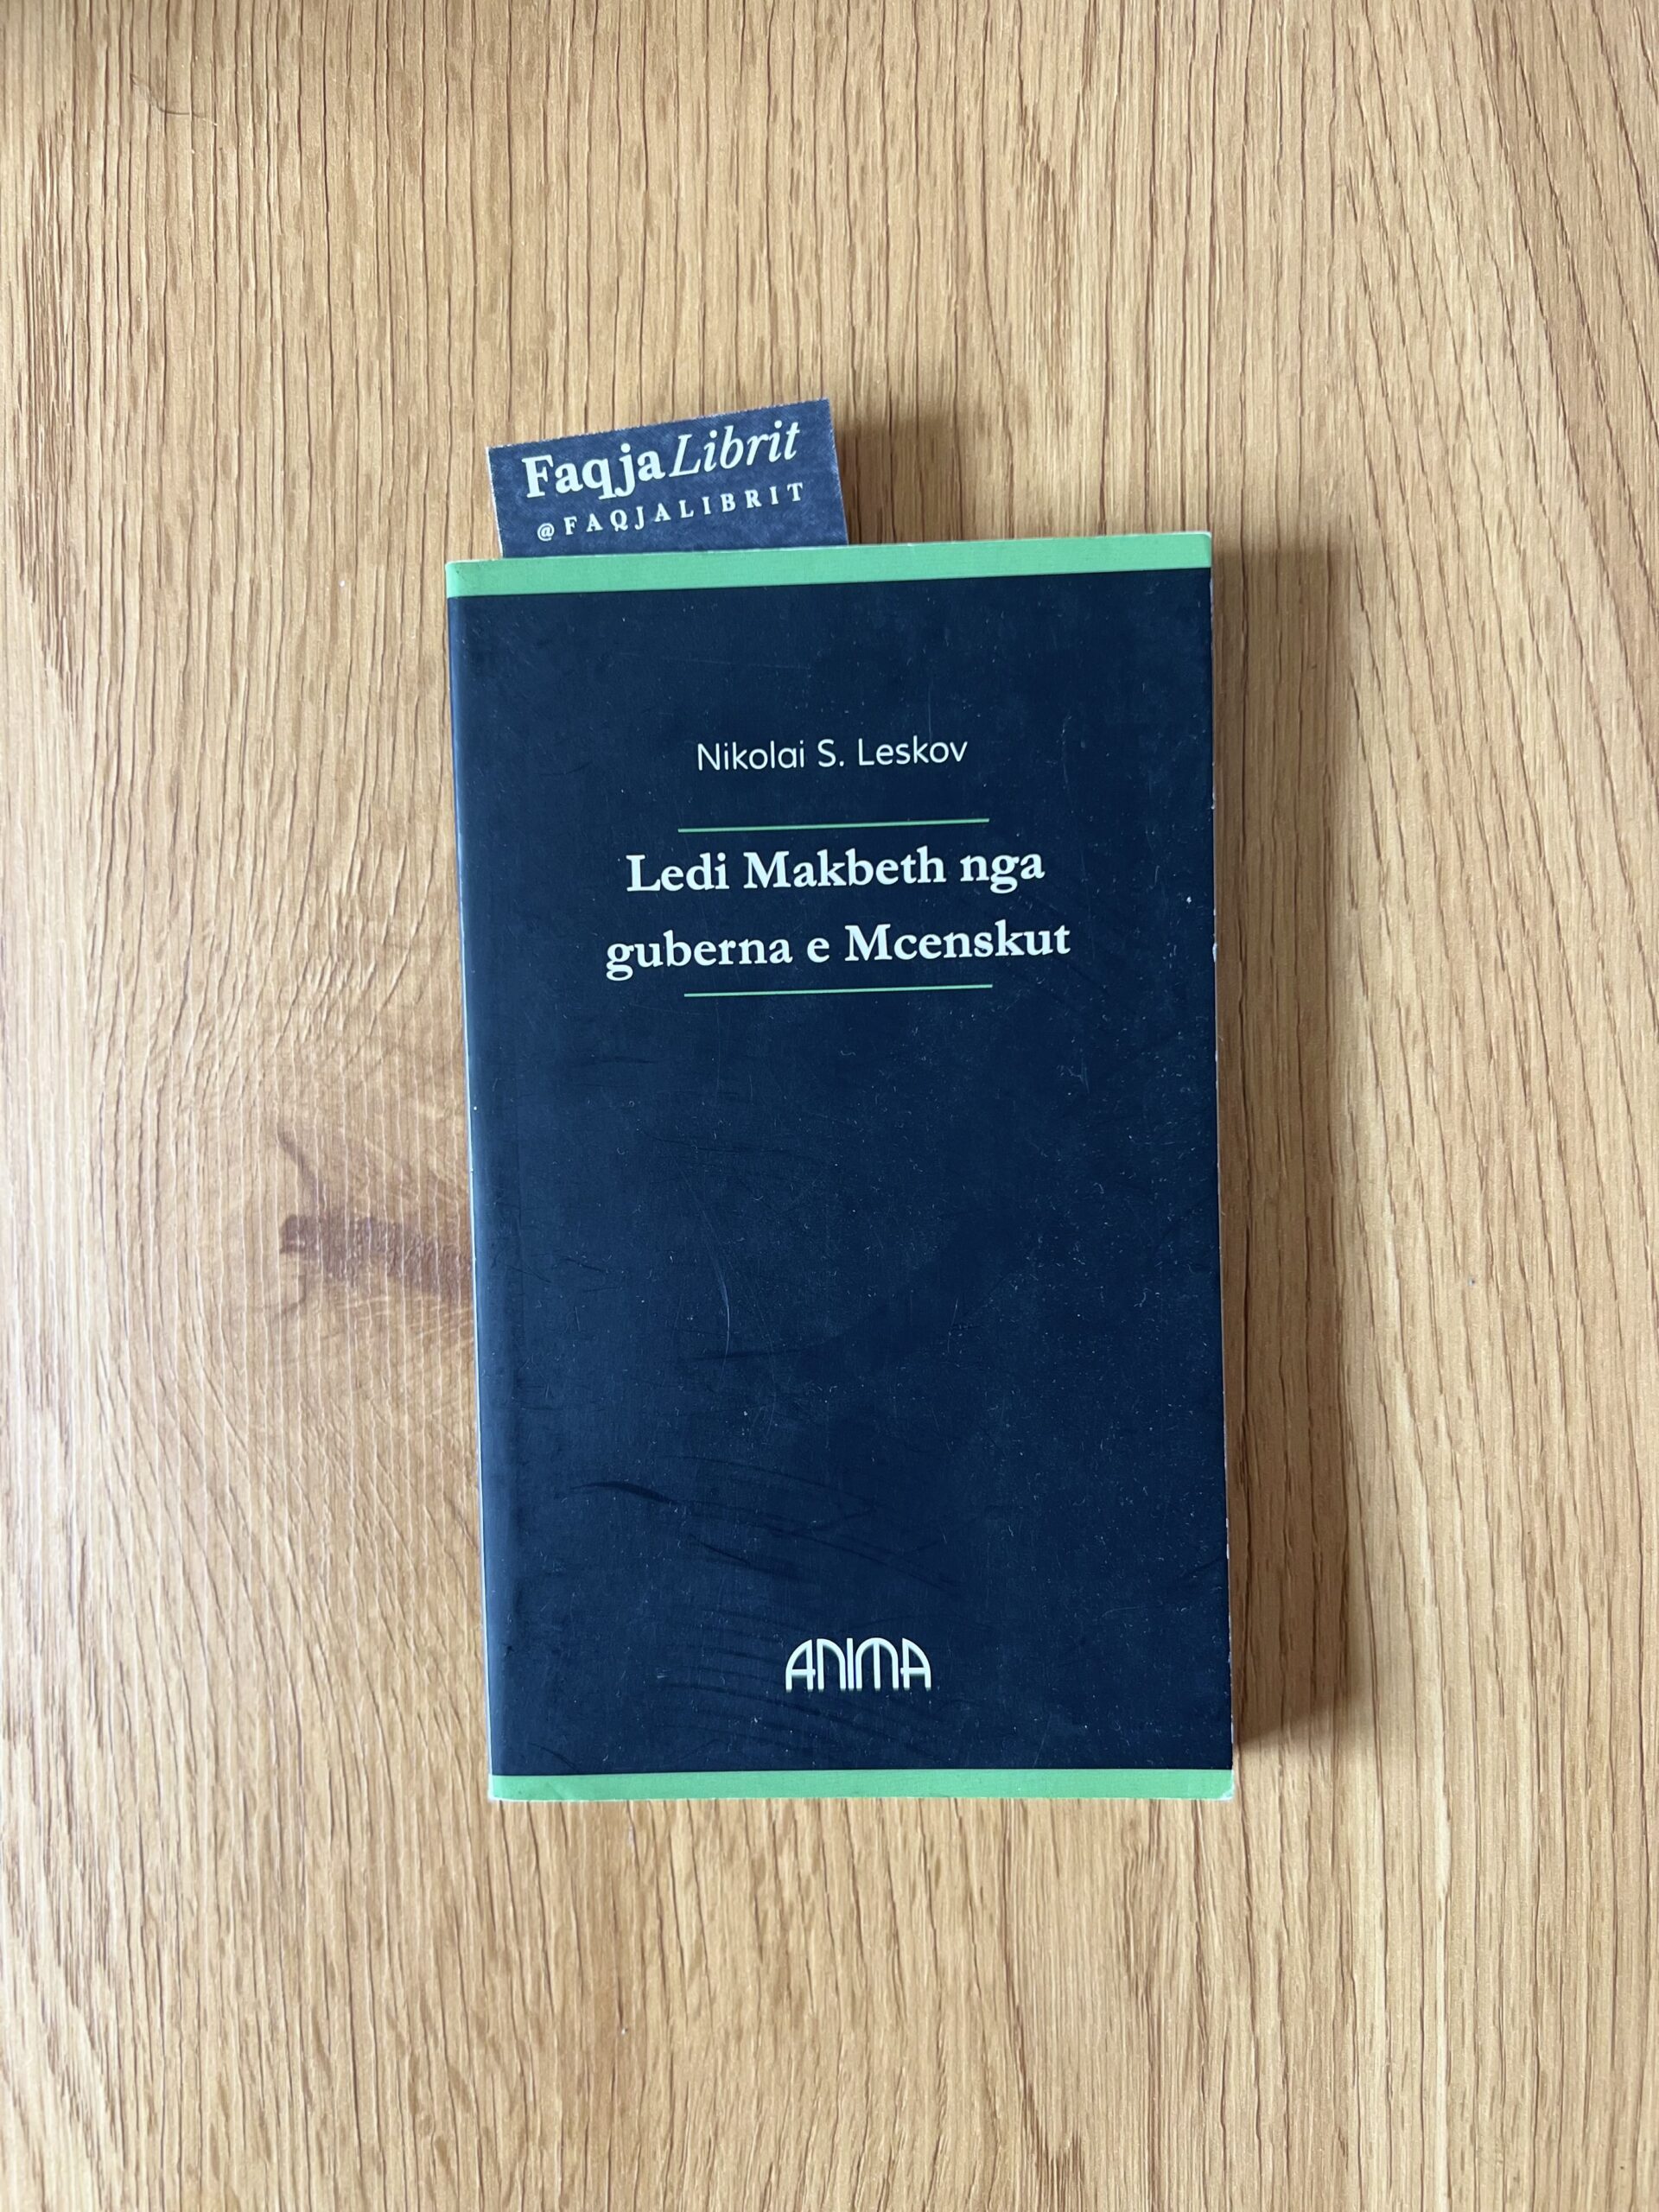 FaqjaLibrit
@FAQJALIBRIT
Nikolai S. Leskov
Ledi Makbeth nga
guberna e Mcenskut
ANIMA